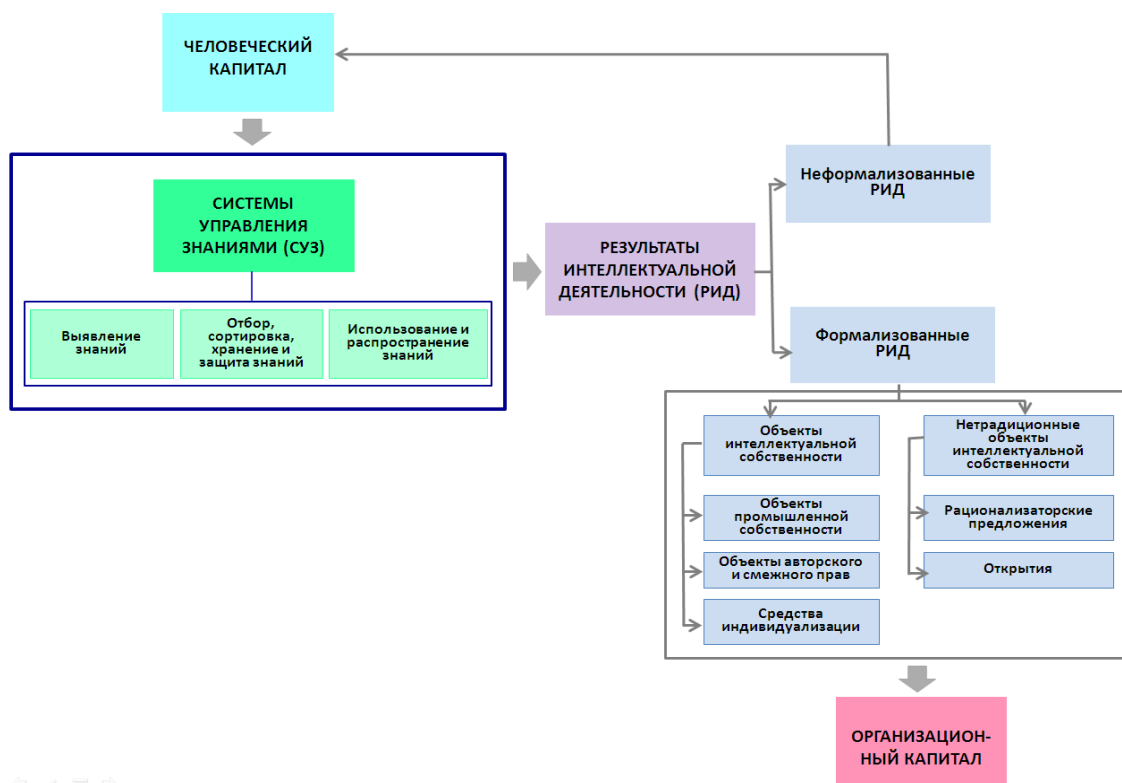 ЧЕЛОВЕЧЕСКИЙ
КАПИТАЛ
СИСТЕМЫ
УПРАВЛЕНИЯ
ЗНАНИЯМИ (СУЗ)
Выявление
знаний
Отбор,
сортировка,
хранение и
защита знаний
Использование и
распространение
знаний
РЕЗУЛЬТАТЫ
ИНТЕЛЛЕКТУАЛЬНОЙ
ДЕЯТЕЛЬНОСТИ (РИД)
Неформализованные
РИД
Формализованные
РИД
Объекты
интеллектуальной
собственности
Объекты
промышленной
собственности
Объекты авторского
и смежного прав
Средства
индивидуализации
Нетрадиционные
объекты
интеллектуальной
собственности
Рационализаторские
предложения
Открытия
ОРГАНИЗАЦИОН-
НЫЙ КАПИТАЛ